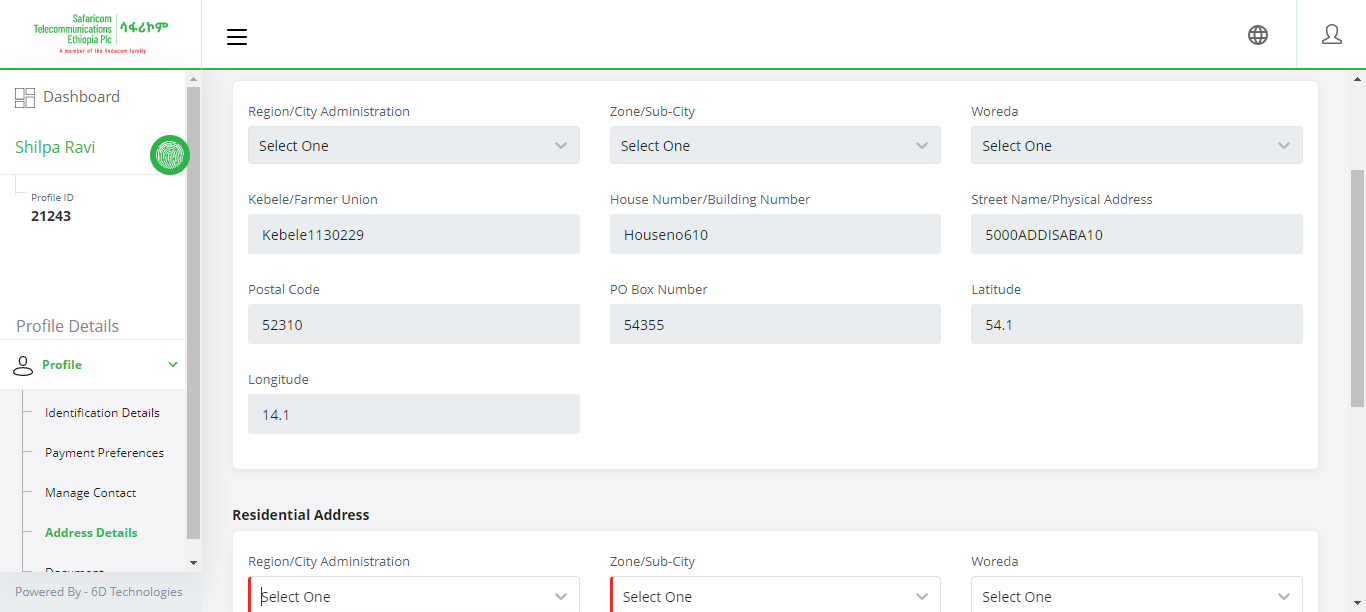 Safaricom
Telecommunications
Ethiopia Plc
ሳፋሪኮም
A member of the Vodacom family
Dashboard
Shilpa Ravi
Profile ID
21243
Profile Details
Profile
Identification Details
Payment Preferences
Manage Contact
Address Details
Document
Powered By - 6D Technologies
Region/City Administration
Zone/Sub-City
Woreda
Select One
Select One
Select One
Kebele/Farmer Union
House Number/Building Number
Street Name/Physical Address
Kebele1130229
Houseno610
5000ADDISABA10
Postal Code
PO Box Number
Latitude
52310
54355
54.1
Longitude
14.1
Residential Address
Region/City Administration
Zone/Sub-City
Woreda
Select One
Select One
Select One